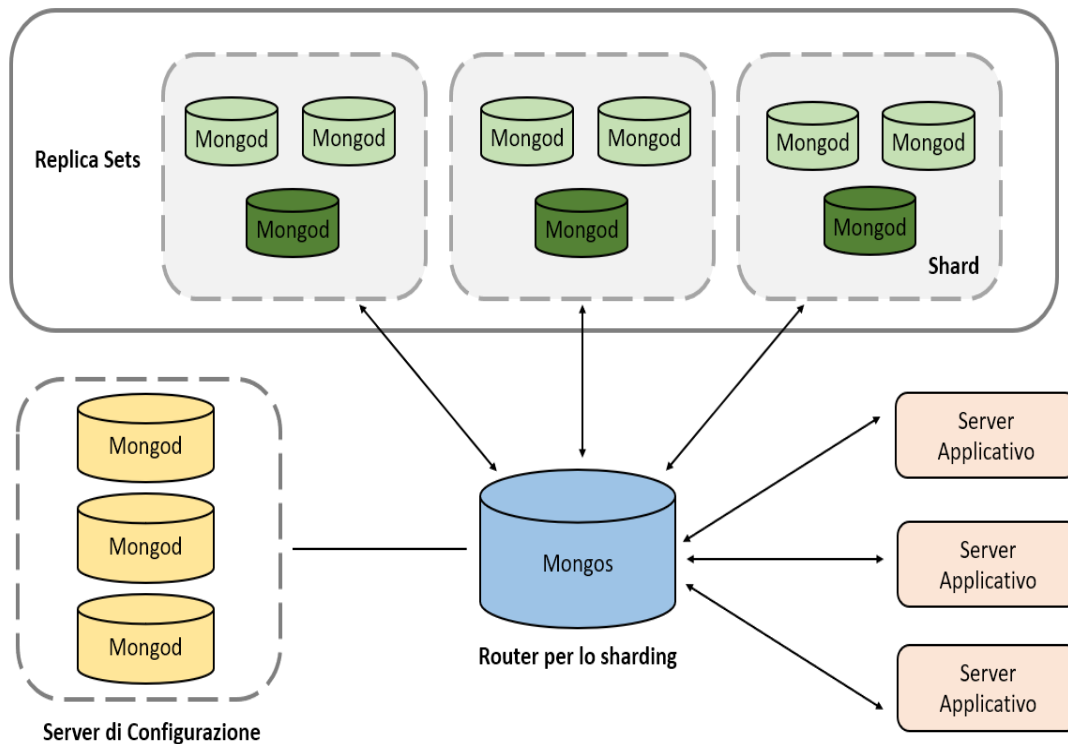 Replica Sets
Mongod
Mongod
Mongod
Mongod
Mongod
Mongod
Mongod
Mongod
Mongod
Shard
Mongod
Mongod
Mongod
Server di Configurazione
Mongos
Router per lo sharding
Server
Applicativo
Server
Applicativo
Server
Applicativo